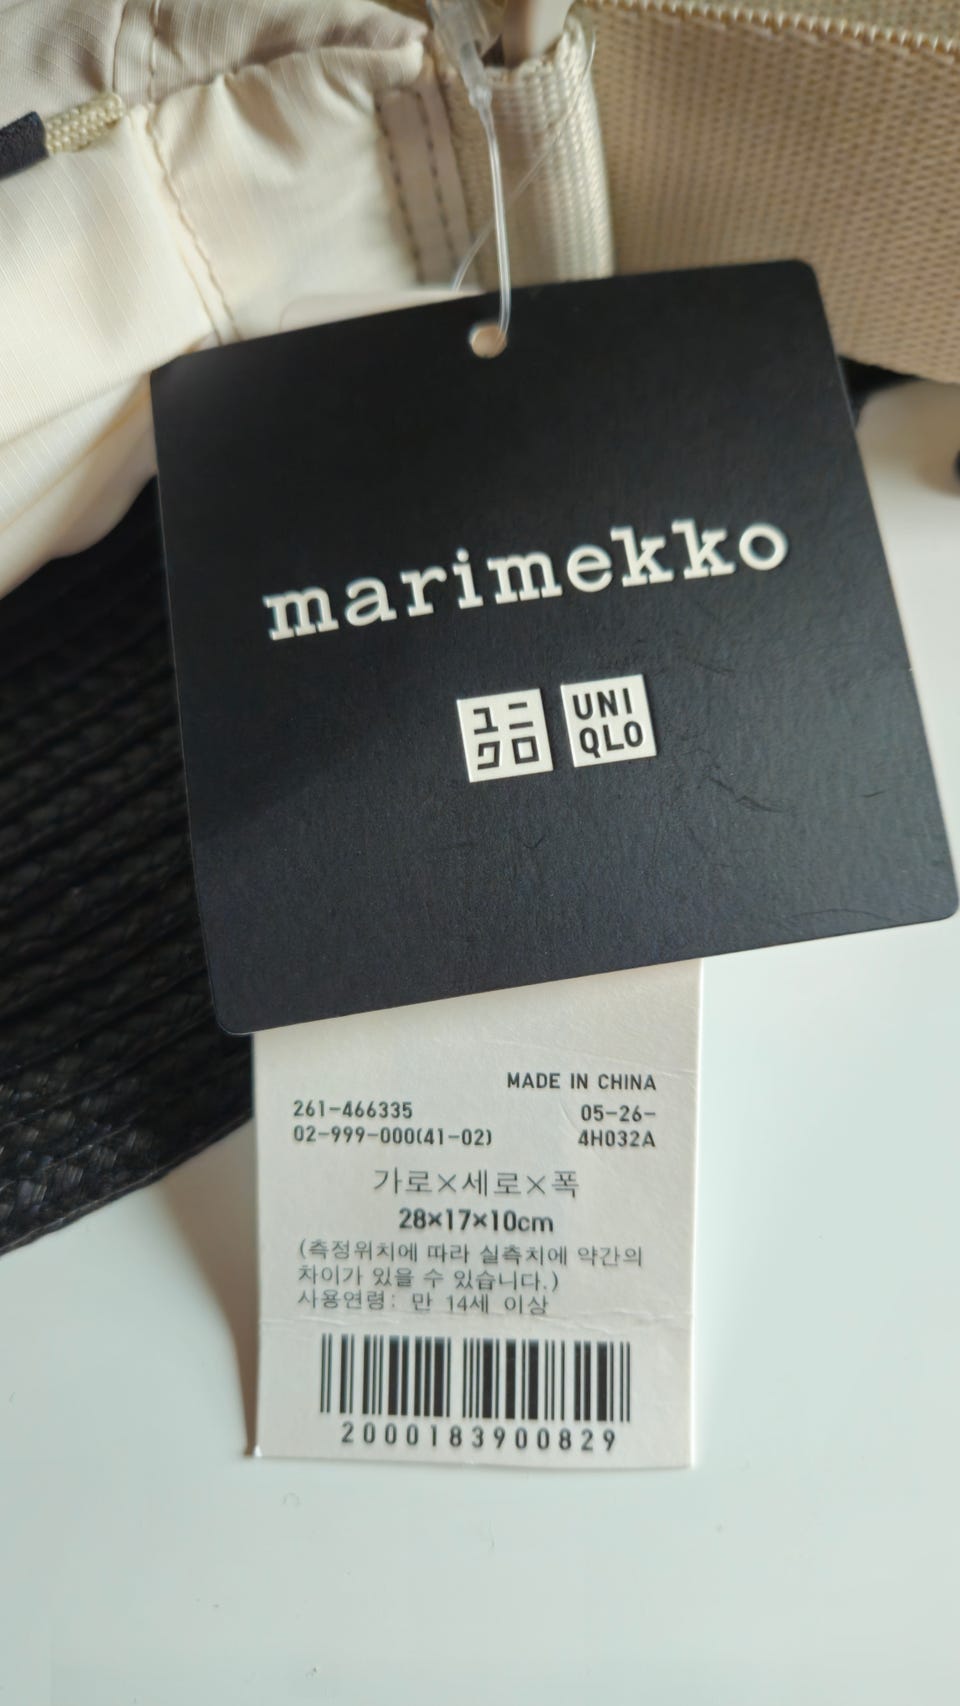 marimekko
ユニ
クロ
UNI
QLO
MADE IN CHINA
261-466335 05-26-
02-999-000(41-02) 4H032A
가로×세로×폭
28×17×10cm
(측정위치에 따라 실측치에 약간의
차이가 있을 수 있습니다.)
사용연령: 만 14세 이상
2000183900829